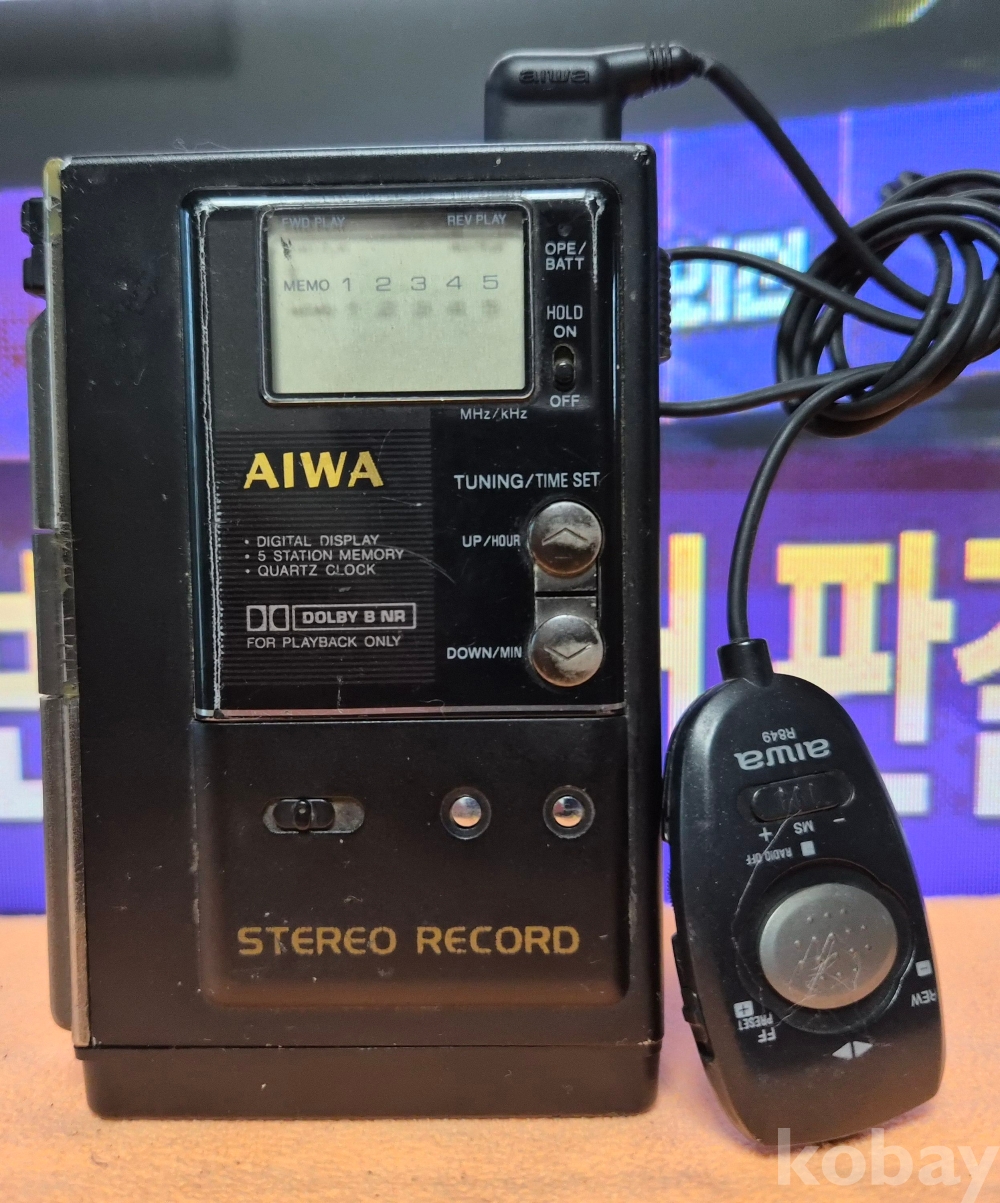 aiwa
FWD PLAY REV PLAY
MEMO 1 2 3 4 5
OPE/
BATT
HOLD
ON
OFF
MHz/kHz
AIWA
TUNING/TIME SET
• DIGITAL DISPLAY
• 5 STATION MEMORY
• QUARTZ CLOCK
UP/HOUR
DOLBY B NR
FOR PLAYBACK ONLY
DOWN/MIN
STEREO RECORD
aiwa
R849
+ MS −
RADIO OFF
− REW
FF
PRESET +
판
kobay